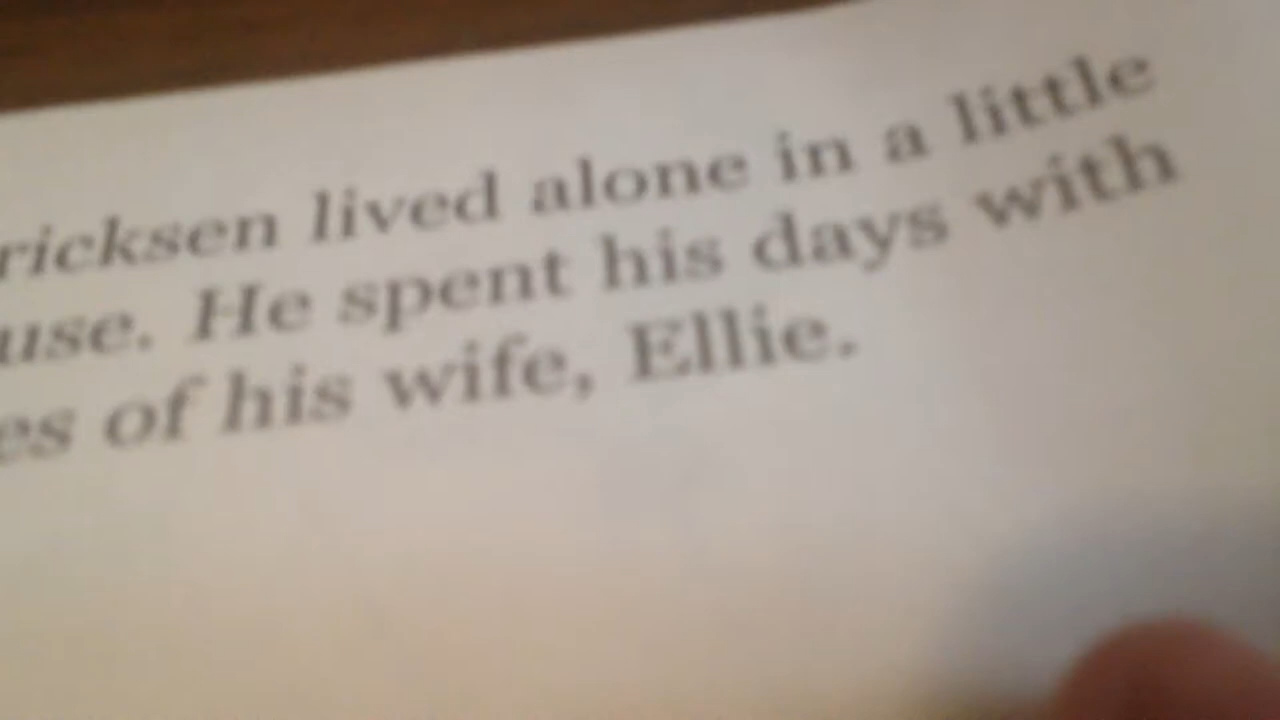 ricksen lived alone in a little
use. He spent his days with
es of his wife, Ellie.